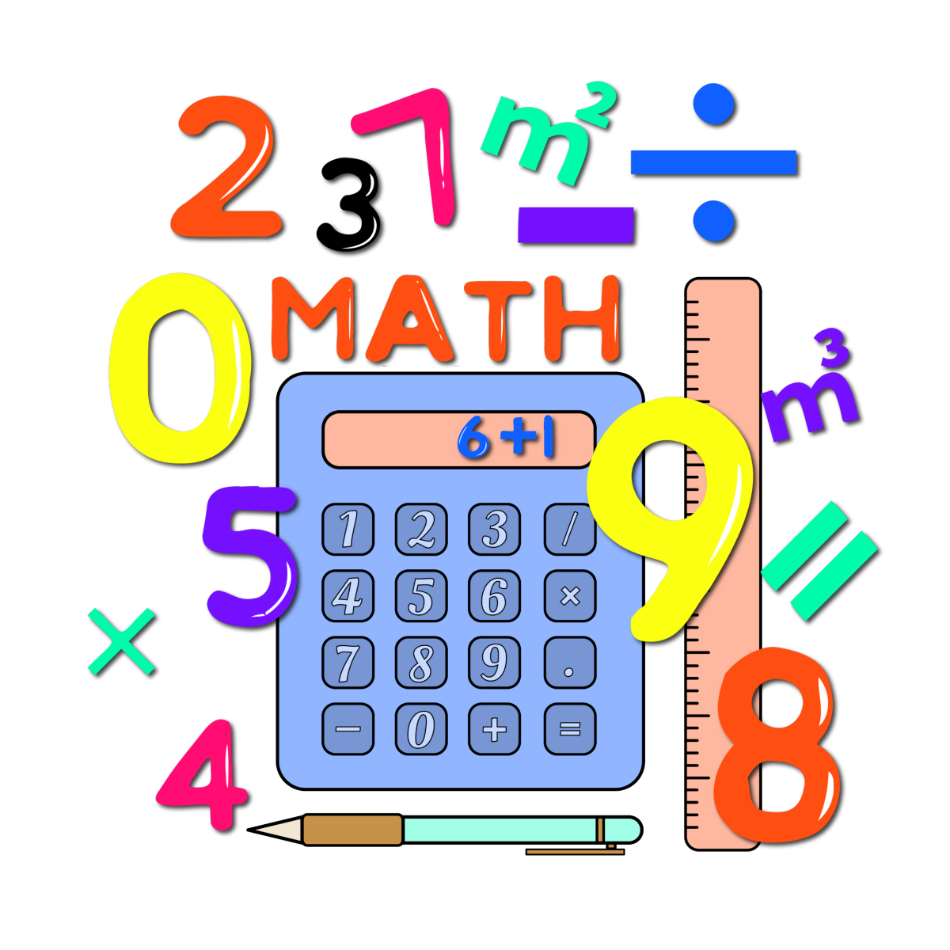 2 3 7 m² ÷
−
0 MATH
m³
6+1
9
1 2 3 /
5
=
4 5 6 ×
×
7 8 9 .
− 0 + =
8
4